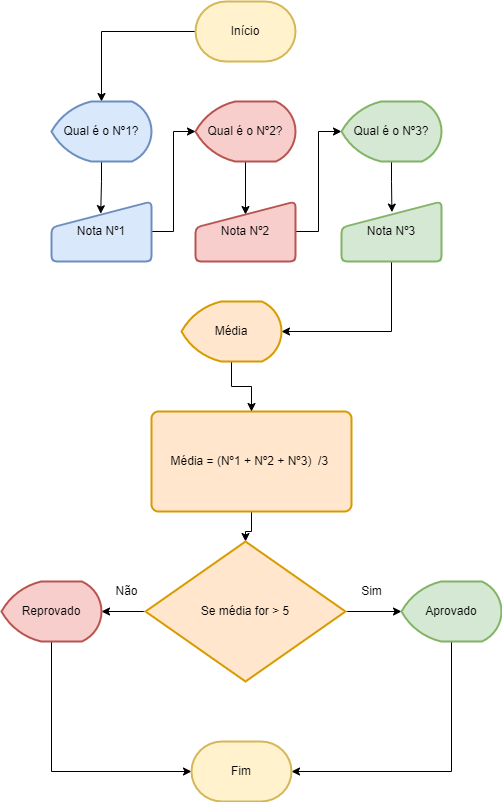 Início
Qual é o Nº1?
Qual é o Nº2?
Qual é o Nº3?
Nota Nº1
Nota Nº2
Nota Nº3
Média
Média = (Nº1 + Nº2 + Nº3) /3
Não
Sim
Reprovado
Se média for > 5
Aprovado
Fim